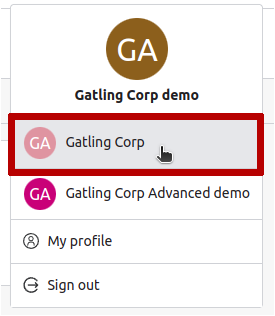 GA
Gatling Corp demo
GA Gatling Corp
GA Gatling Corp Advanced demo
My profile
Sign out